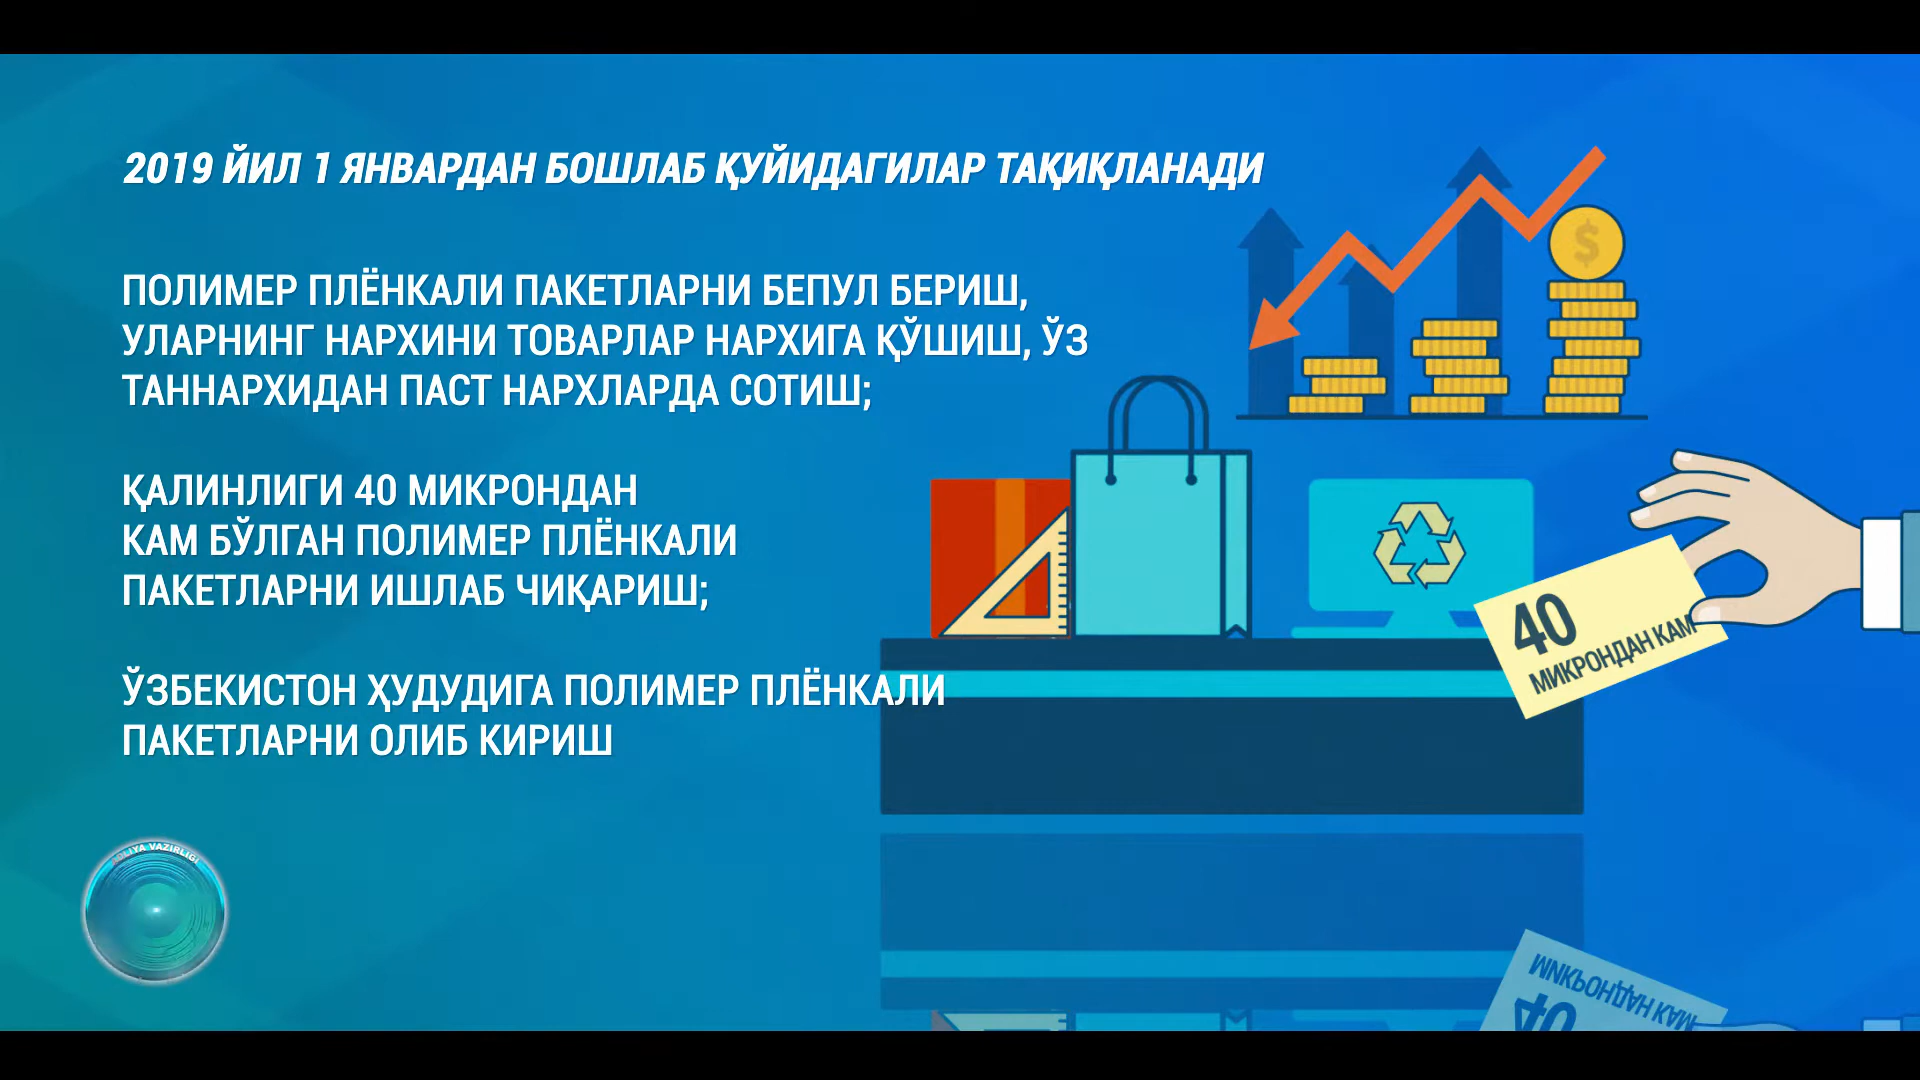 2019 ЙИЛ 1 ЯНВАРДАН БОШЛАБ ҚУЙИДАГИЛАР ТАҚИҚЛАНАДИ
ПОЛИМЕР ПЛЁНКАЛИ ПАКЕТЛАРНИ БЕПУЛ БЕРИШ,
УЛАРНИНГ НАРХИНИ ТОВАРЛАР НАРХИГА ҚЎШИШ, ЎЗ
ТАННАРХИДАН ПАСТ НАРХЛАРДА СОТИШ;
ҚАЛИНЛИГИ 40 МИКРОНДАН
КАМ БЎЛГАН ПОЛИМЕР ПЛЁНКАЛИ
ПАКЕТЛАРНИ ИШЛАБ ЧИҚАРИШ;
ЎЗБЕКИСТОН ҲУДУДИГА ПОЛИМЕР ПЛЁНКАЛИ
ПАКЕТЛАРНИ ОЛИБ КИРИШ
$
40
МИКРОНДАН КАМ
ADLIYA VAZIRLIGI